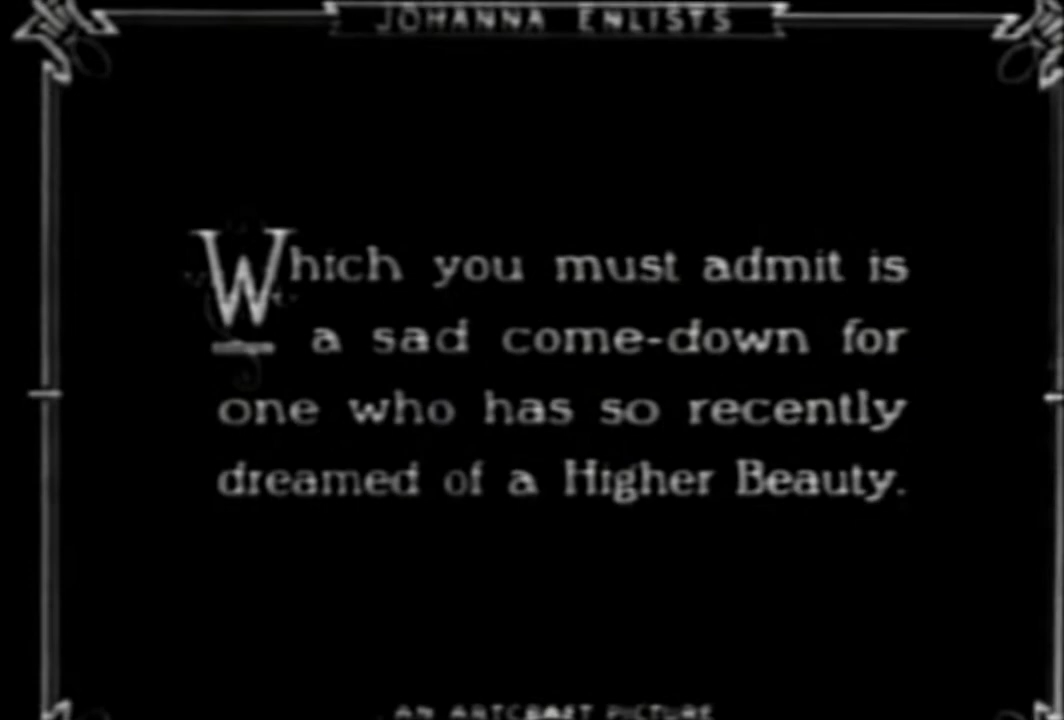 JOHANNA ENLISTS
Which you must admit is
a sad come-down for
one who has so recently
dreamed of a Higher Beauty.
AN ARTCRAFT PICTURE